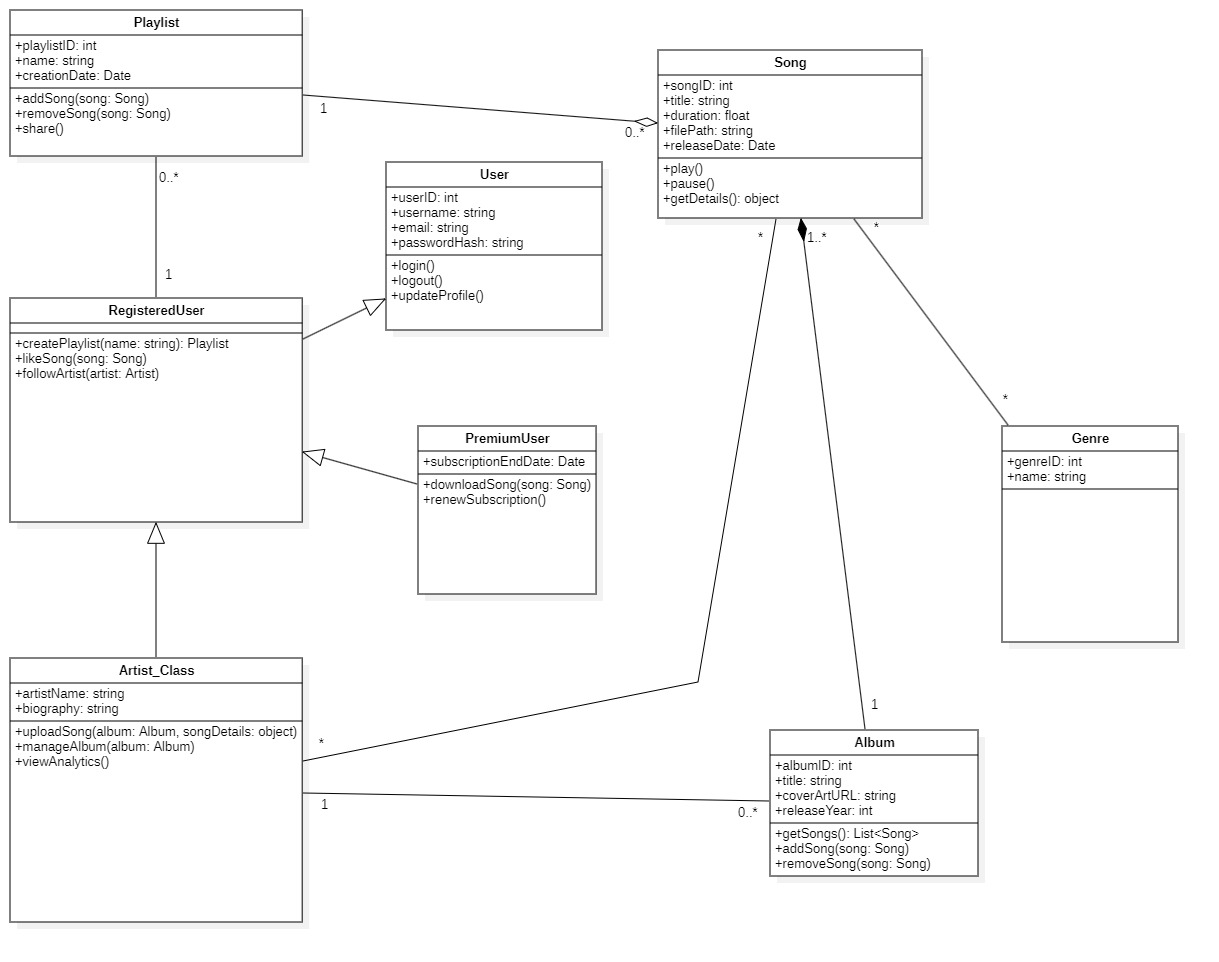 Playlist
+playlistID: int
+name: string
+creationDate: Date
+addSong(song: Song)
+removeSong(song: Song)
+share()
1
0..*
0..*
1
Song
+songID: int
+title: string
+duration: float
+filePath: string
+releaseDate: Date
+play()
+pause()
+getDetails(): object
*
1..*
*
User
+userID: int
+username: string
+email: string
+passwordHash: string
+login()
+logout()
+updateProfile()
RegisteredUser
+createPlaylist(name: string): Playlist
+likeSong(song: Song)
+followArtist(artist: Artist)
PremiumUser
+subscriptionEndDate: Date
+downloadSong(song: Song)
+renewSubscription()
*
Genre
+genreID: int
+name: string
Artist_Class
+artistName: string
+biography: string
+uploadSong(album: Album, songDetails: object)
+manageAlbum(album: Album)
+viewAnalytics()
*
1
0..*
1
Album
+albumID: int
+title: string
+coverArtURL: string
+releaseYear: int
+getSongs(): List<Song>
+addSong(song: Song)
+removeSong(song: Song)